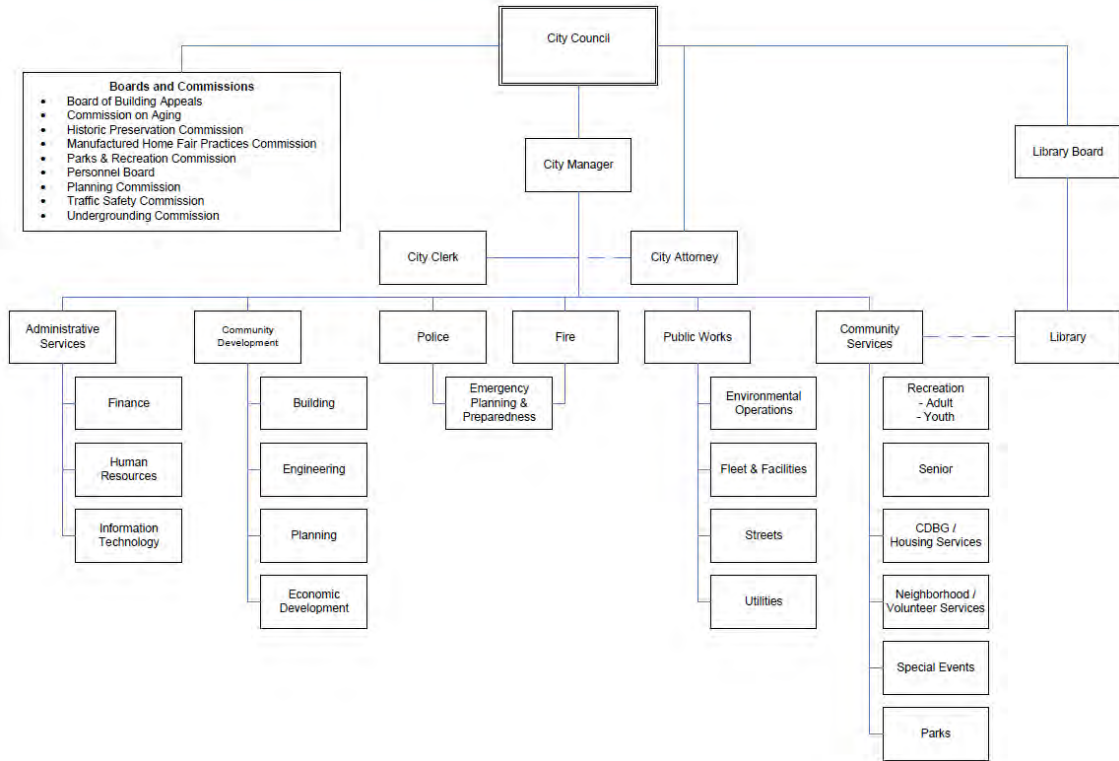 City Council
Boards and Commissions
• Board of Building Appeals
• Commission on Aging
• Historic Preservation Commission
• Manufactured Home Fair Practices Commission
• Parks & Recreation Commission
• Personnel Board
• Planning Commission
• Traffic Safety Commission
• Undergrounding Commission
City Manager
Library Board
City Clerk
City Attorney
Administrative
Services
Community
Development
Police
Fire
Public Works
Community
Services
Library
Finance
Human
Resources
Information
Technology
Building
Engineering
Planning
Economic
Development
Emergency
Planning &
Preparedness
Environmental
Operations
Fleet & Facilities
Streets
Utilities
Recreation
- Adult
- Youth
Senior
CDBG /
Housing Services
Neighborhood /
Volunteer Services
Special Events
Parks